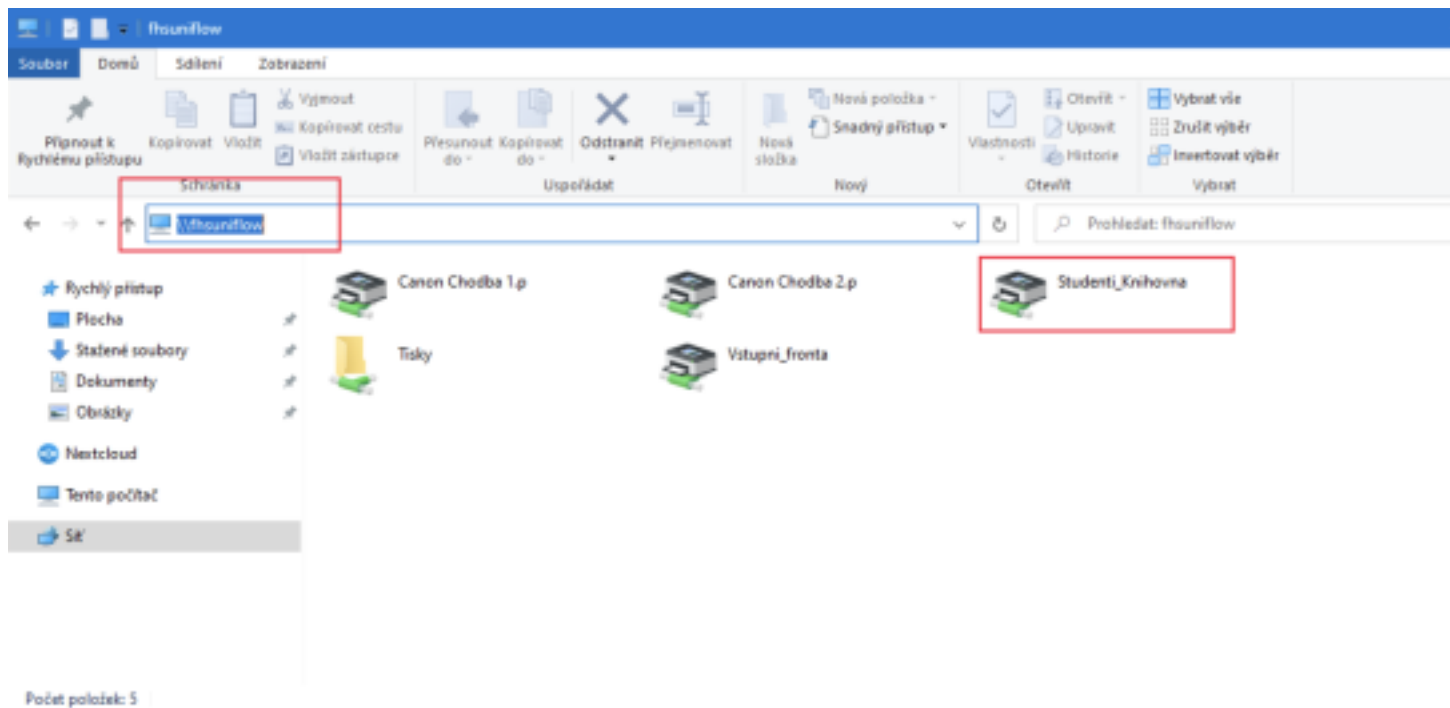 fhsuniflow
Soubor Domů Sdílení Zobrazení
Připnout k Rychlému přístupu
Kopírovat
Vložit
Vyjmout
Kopírovat cestu
Vložit zástupce
Schránka
Přesunout do
Kopírovat do
Odstranit
Přejmenovat
Uspořádat
Nová složka
Nová položka
Snadný přístup
Nový
Vlastnosti
Otevřít
Upravit
Historie
Otevřít
Vybrat vše
Zrušit výběr
Invertovat výběr
Vybrat
\\fhsuniflow
Prohledat: fhsuniflow
Rychlý přístup
Plocha
Stažené soubory
Dokumenty
Obrázky
Nextcloud
Tento počítač
Síť
Canon Chodba 1.p
Canon Chodba 2.p
Studenti_Knihovna
Tisky
Vstupni_fronta
Počet položek: 5